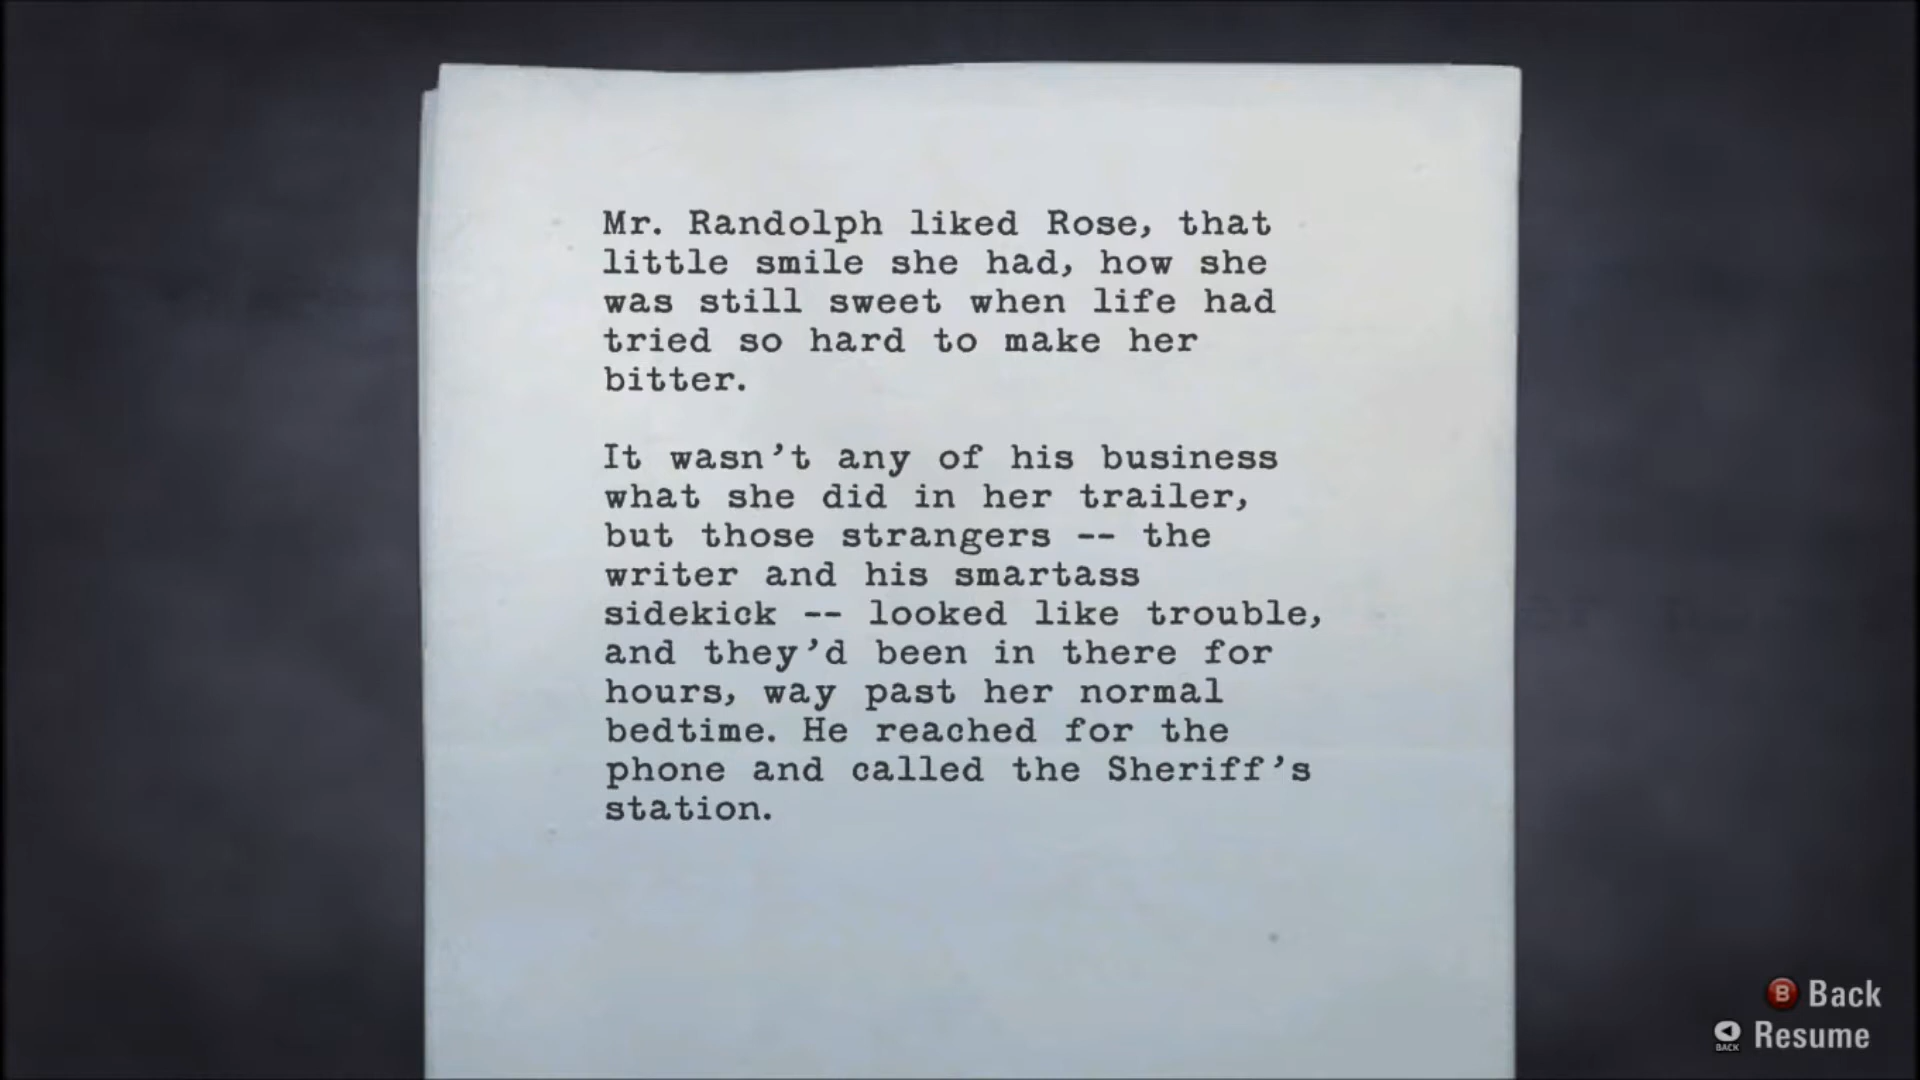 Mr. Randolph liked Rose, that
little smile she had, how she
was still sweet when life had
tried so hard to make her
bitter.
It wasn’t any of his business
what she did in her trailer,
but those strangers -- the
writer and his smartass
sidekick -- looked like trouble,
and they’d been in there for
hours, way past her normal
bedtime. He reached for the
phone and called the Sheriff’s
station.
B Back
BACK Resume